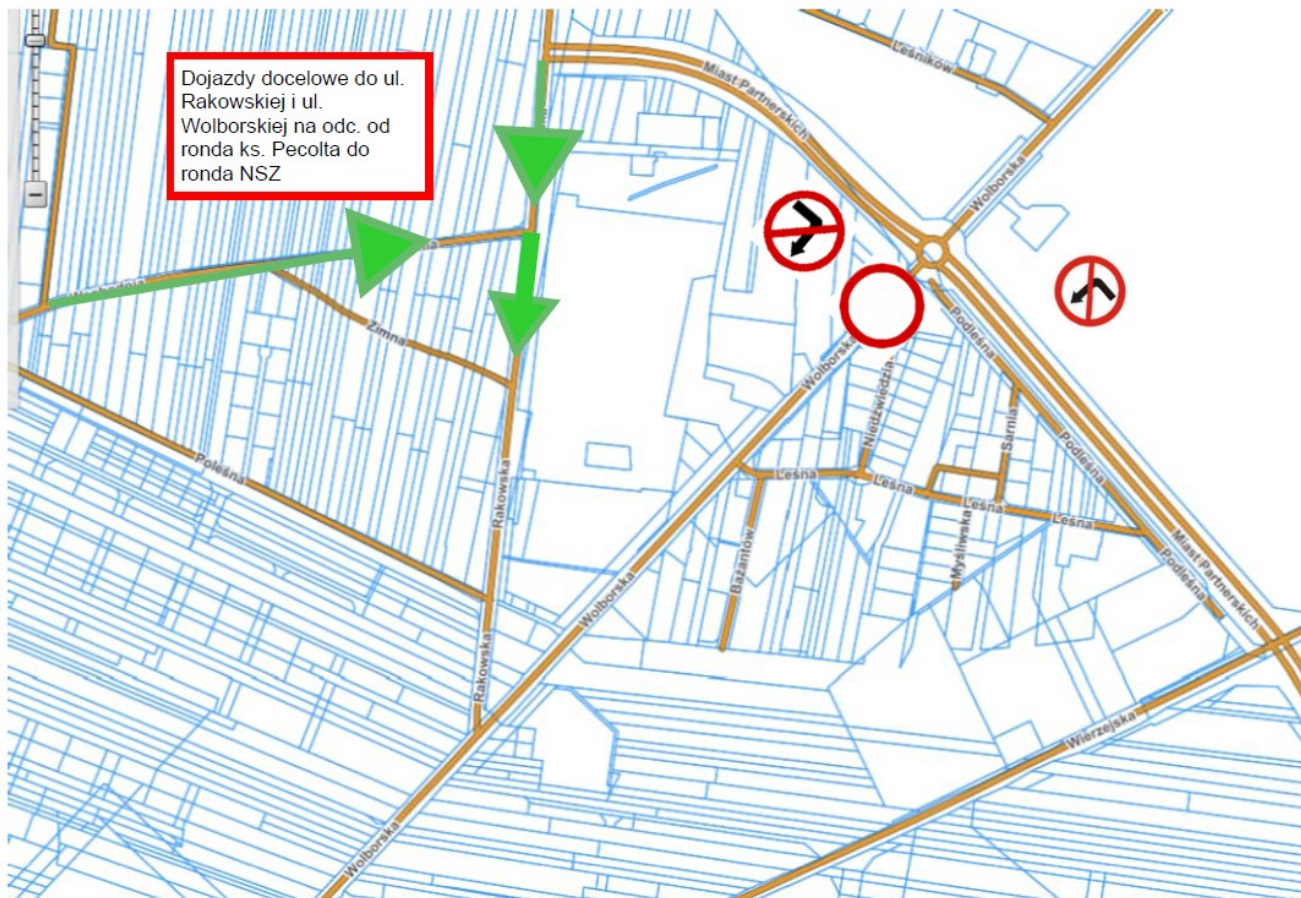 Dojazdy docelowe do ul.
Rakowskiej i ul.
Wolborskiej na odc. od
ronda ks. Pecolta do
ronda NSZ
Leśników
Miast Partnerskich
Wolborska
Wschodnia
Zimna
Podleśna
Wolborska
Niedźwiedzia
Sarnia
Podleśna
Poleśna
Rakowska
Leśna
Leśna
Leśna
Leśna
Bażantów
Myśliwska
Miast Partnerskich
Podleśna
Wolborska
Rakowska
Wierzejska
Wolborska